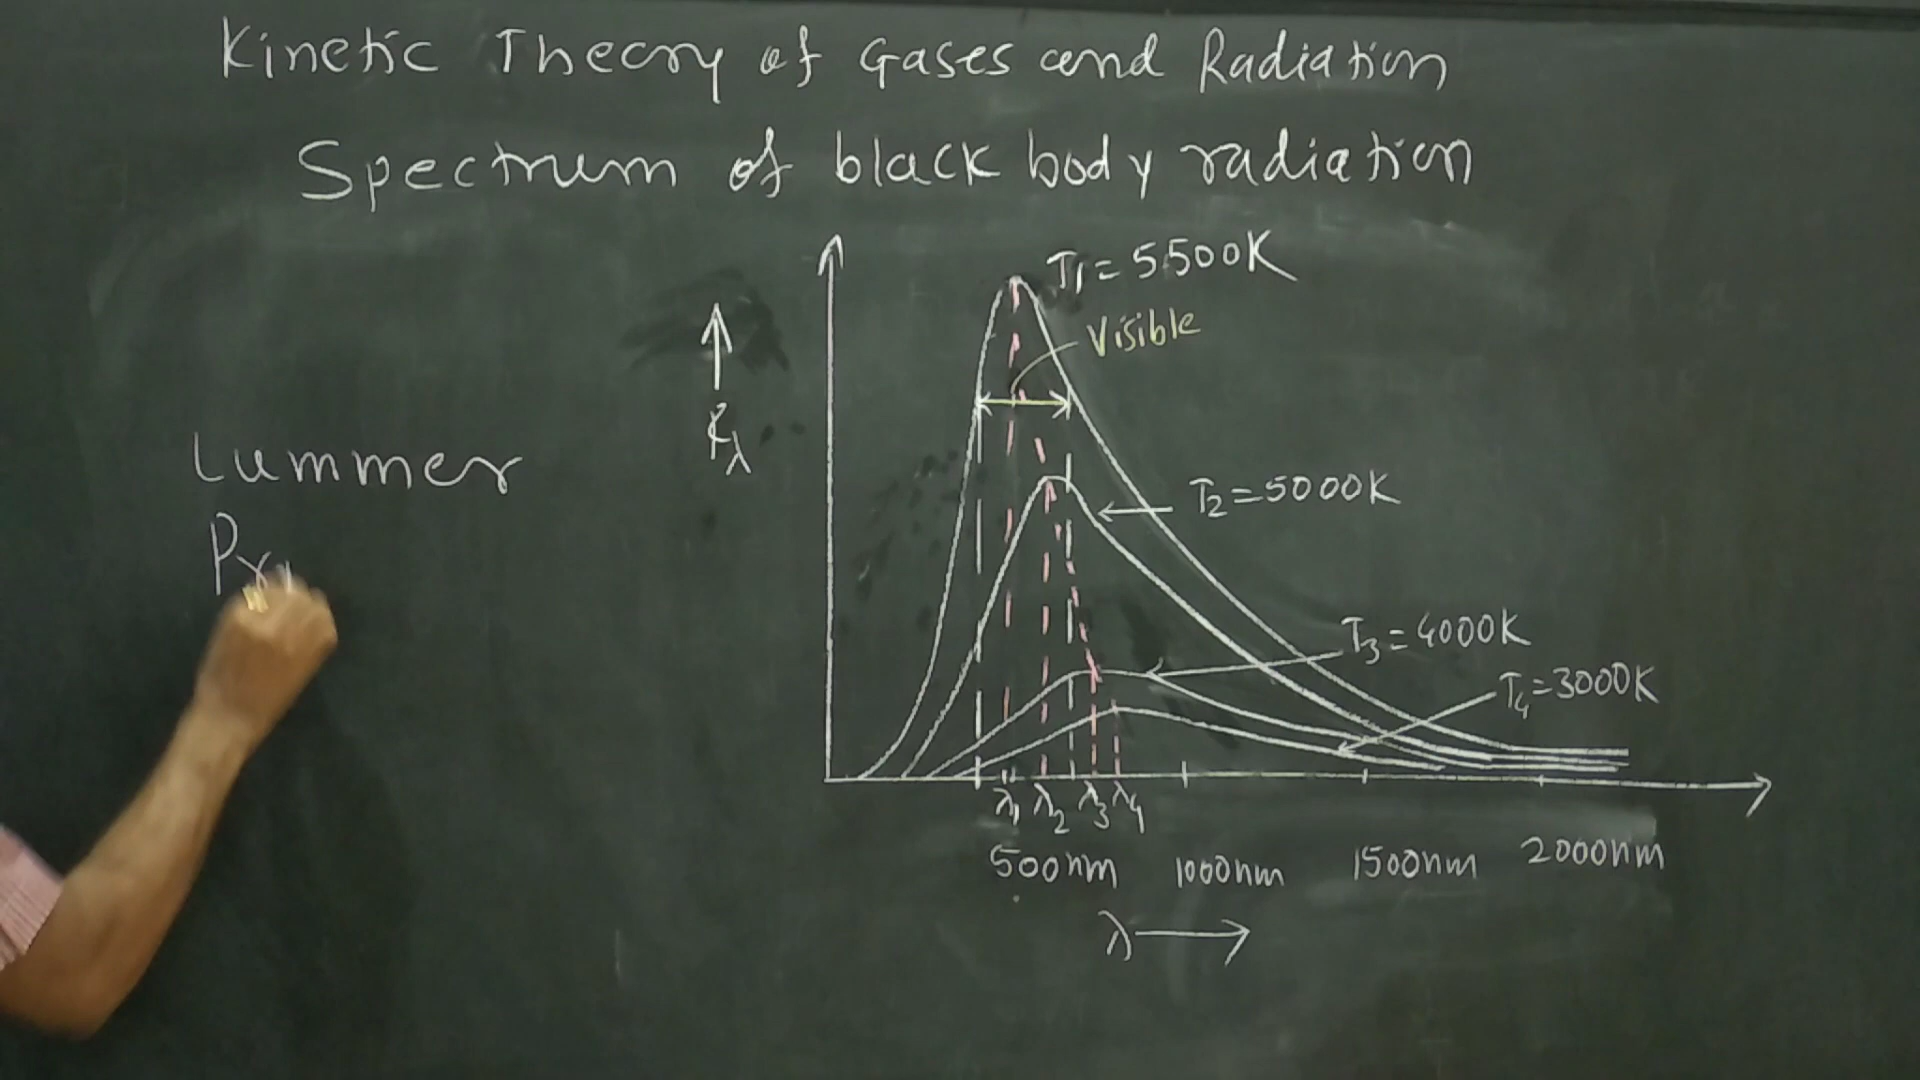 Kinetic Theory of Gases and Radiation
Spectrum of black body radiation
T₁ = 5500K
Visible
R_λ
Lummer
T₂ = 5000K
T₃ = 4000K
T₄ = 3000K
λ₁ λ₂ λ₃ λ₄
500nm 1000nm 1500nm 2000nm
λ